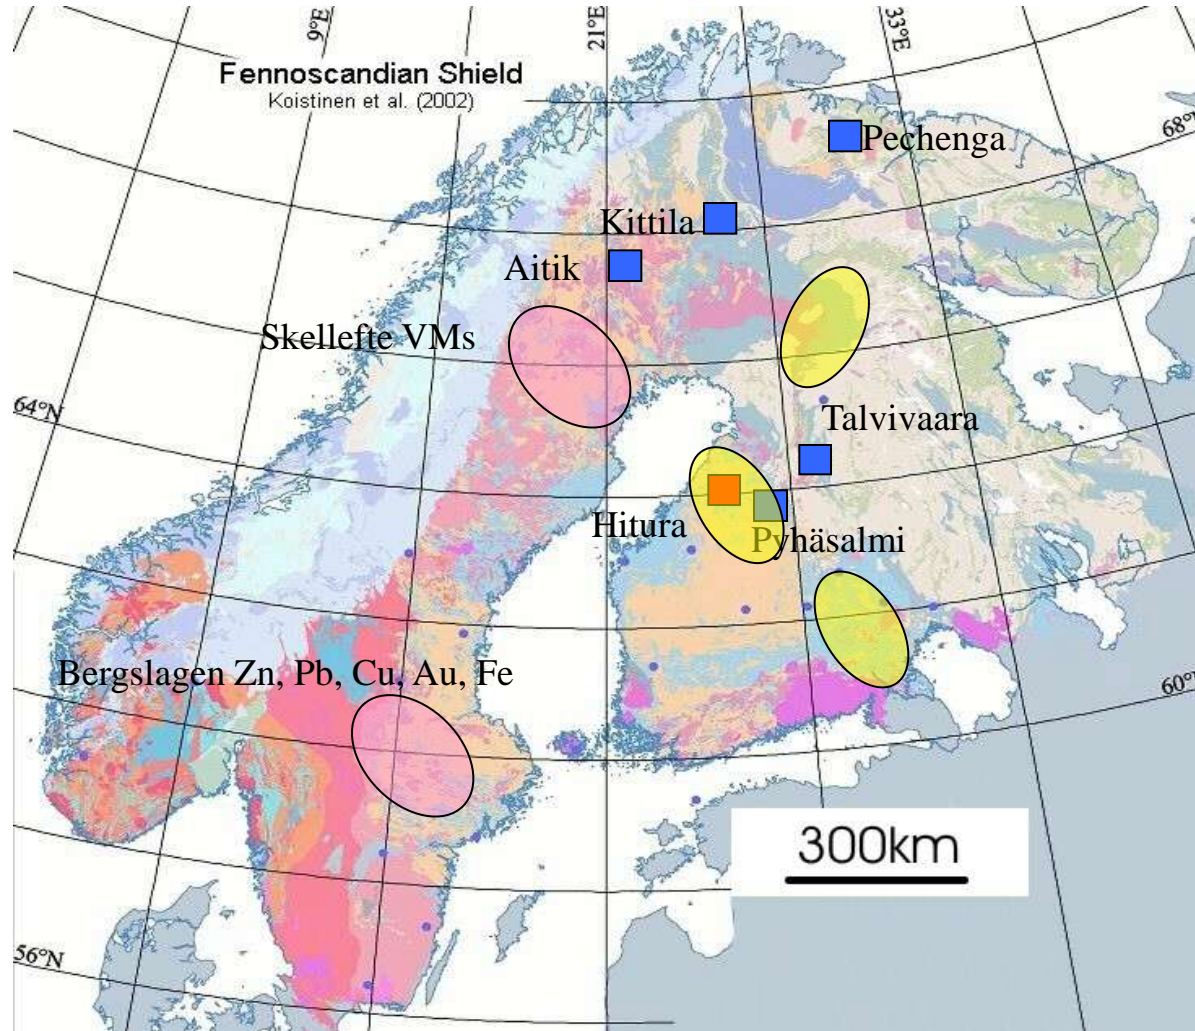 9°E
21°E
33°E
Fennoscandian Shield
Koistinen et al. (2002)
68°
Pechenga
Kittila
Aitik
Skellefte VMs
64°N
Talvivaara
Hitura
Pyhäsalmi
Bergslagen Zn, Pb, Cu, Au, Fe
60°
300km
56°N